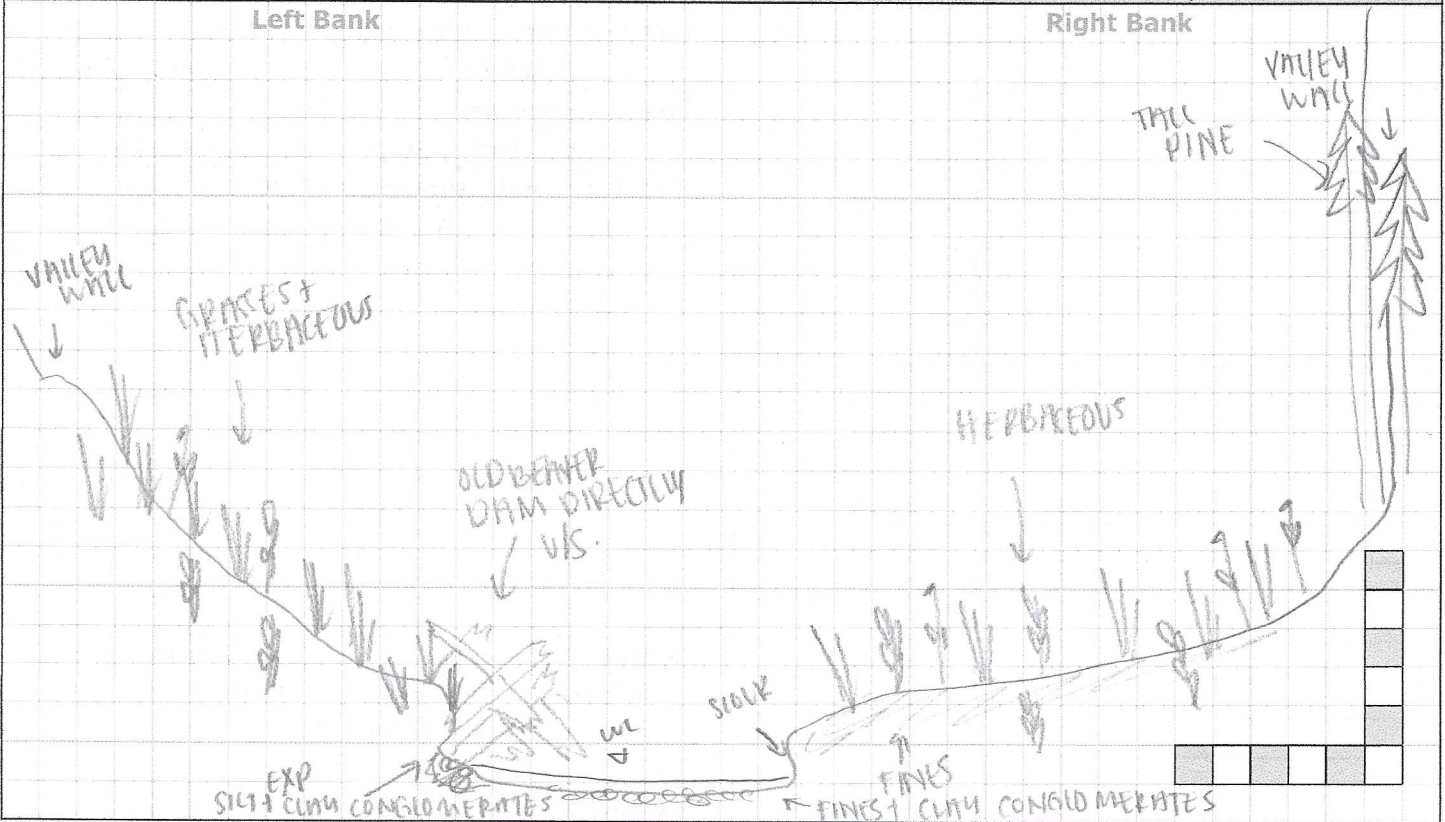 Left Bank
Right Bank
VALLEY
WALL
TALL
PINE
VALLEY
WALL
GRASSES +
HERBACEOUS
HERBACEOUS
OLD BEAVER
DAM DIRECTLY
U/S.
SCOUR
WL
EXP
SILT + CLAY CONGLOMERATES
FINES
FINES + CLAY CONGLOMERATES